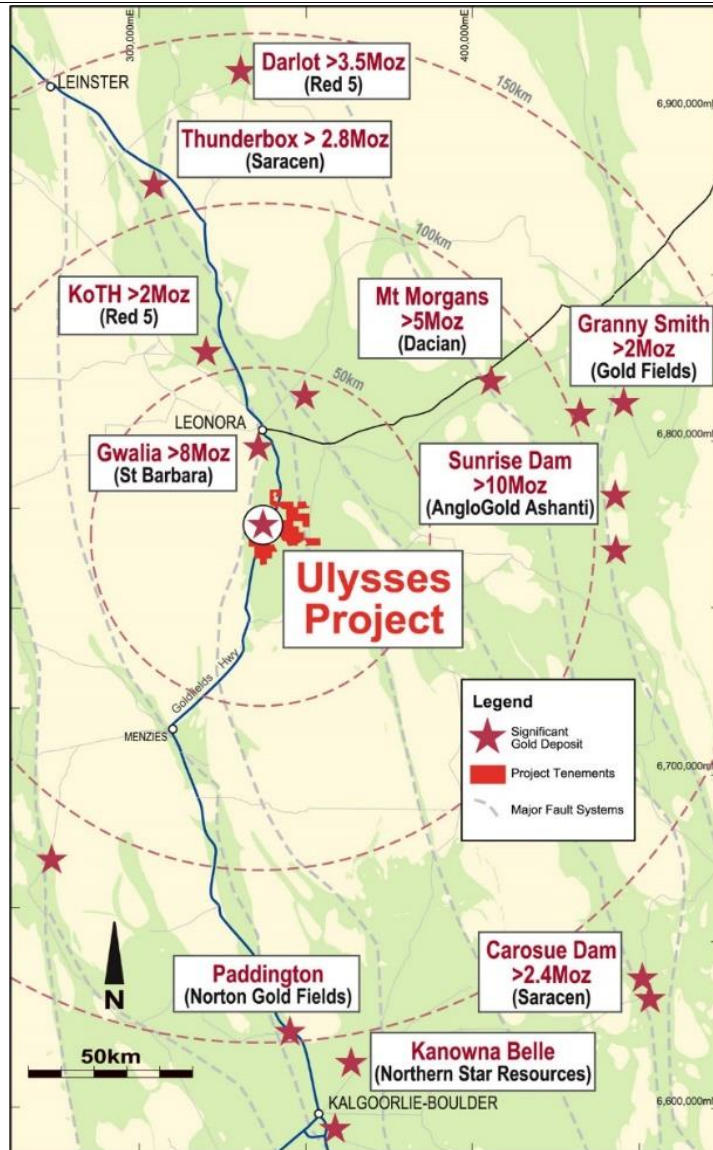 300,000mE
400,000mE
LEINSTER
Darlot >3.5Moz
(Red 5)
150km
6,900,000mN
Thunderbox > 2.8Moz
(Saracen)
100km
KoTH >2Moz
(Red 5)
Mt Morgans
>5Moz
(Dacian)
Granny Smith
>2Moz
(Gold Fields)
50km
LEONORA
6,800,000mN
Gwalia >8Moz
(St Barbara)
Sunrise Dam
>10Moz
(AngloGold Ashanti)
Ulysses
Project
Goldfields Hwy
MENZIES
Legend
Significant
Gold Deposit
Project Tenements
Major Fault Systems
6,700,000mN
N
50km
Paddington
(Norton Gold Fields)
Carosue Dam
>2.4Moz
(Saracen)
Kanowna Belle
(Northern Star Resources)
KALGOORLIE-BOULDER
6,600,000mN